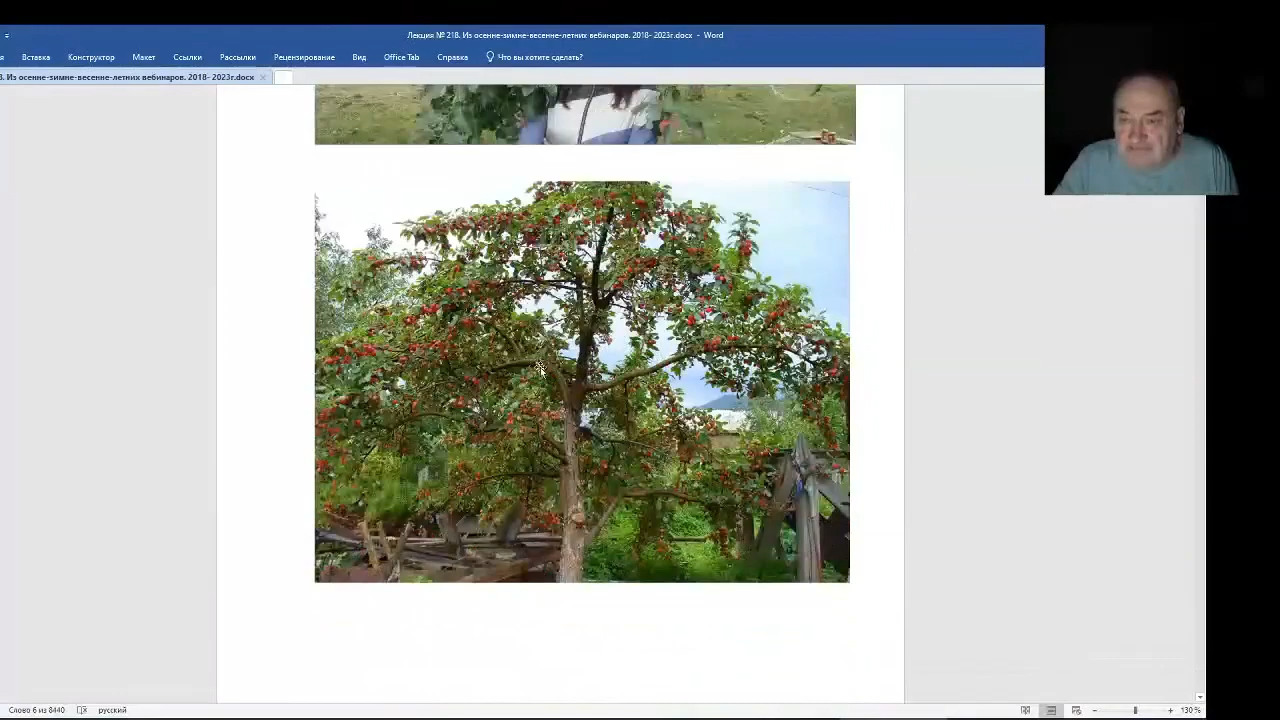 Лекция № 218. Из осенне-зимне-весенне-летних вебинаров. 2018- 2023г.docx - Word
Вставка Конструктор Макет Ссылки Рассылки Рецензирование Вид Office Tab Справка Что вы хотите сделать?
8. Из осенне-зимне-весенне-летних вебинаров. 2018- 2023г.docx
Слово 6 из 8440 русский 130 %